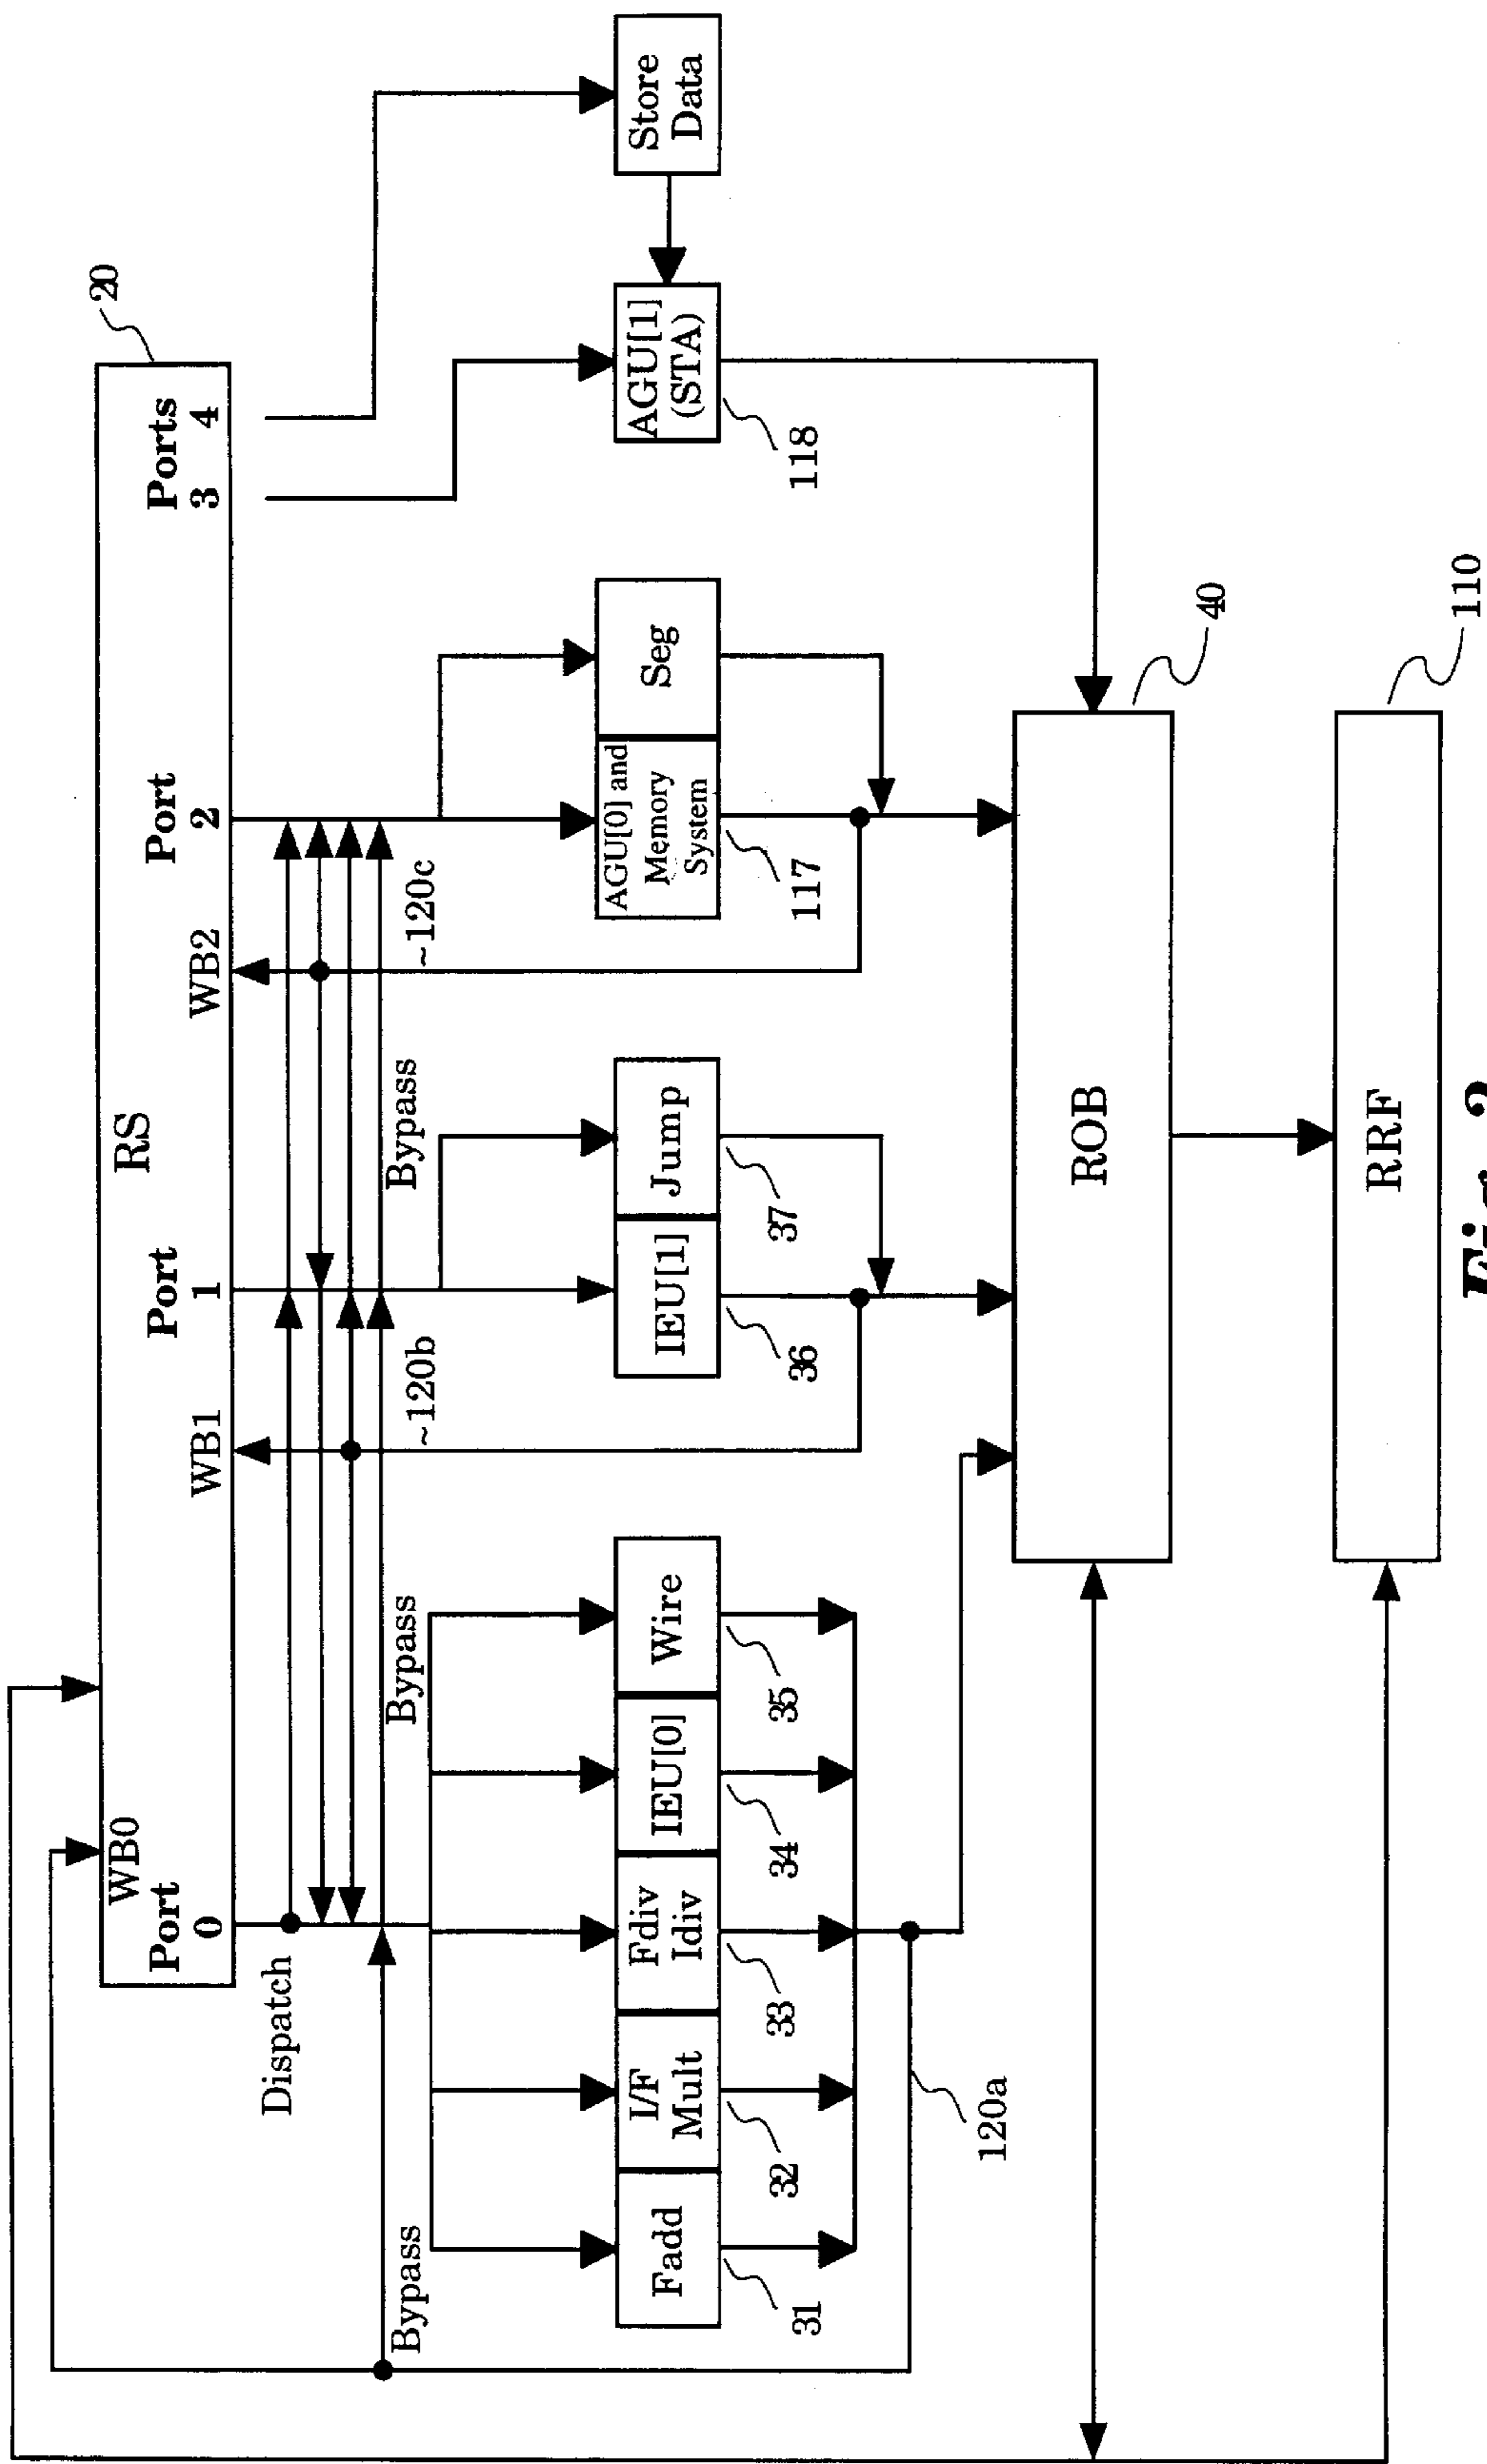 20
RS
Ports
3 4
Port
2
WB2
Port
1
WB1
WB0
Port
0
Dispatch
Bypass
Bypass
Bypass
~120b
~120c
Fadd
I/F
Mult
Fdiv
Idiv
IEU[0]
Wire
IEU[1]
Jump
AGU[0] and
Memory
System
Seg
AGU[1]
(STA)
Store
Data
31
32
33
34
35
36
37
117
118
120a
ROB
40
RRF
110